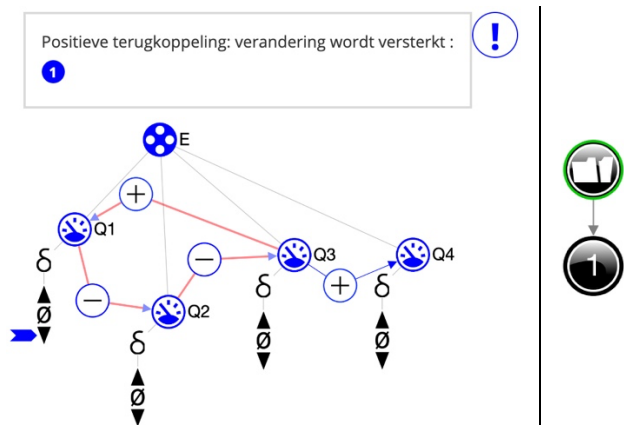 Positieve terugkoppeling: verandering wordt versterkt :
1
!
E
+
Q1
Q3
Q4
δ
−
−
δ
+
δ
Ø
Q2
δ
Ø
Ø
Ø
1